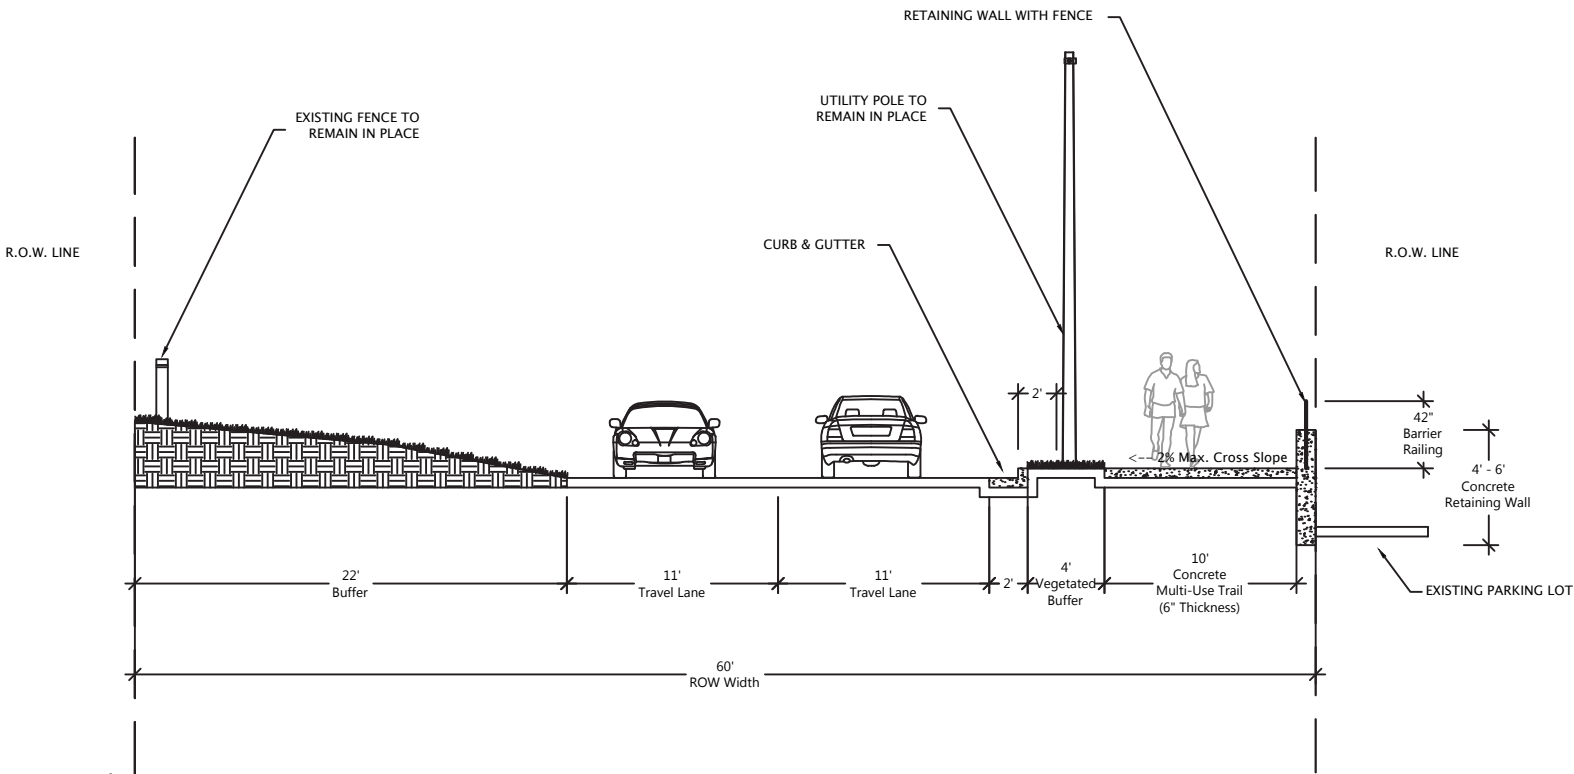 RETAINING WALL WITH FENCE
UTILITY POLE TO
REMAIN IN PLACE
EXISTING FENCE TO
REMAIN IN PLACE
R.O.W. LINE
CURB & GUTTER
R.O.W. LINE
2'
42"
Barrier
Railing
<---2% Max. Cross Slope
4' - 6'
Concrete
Retaining Wall
22'
Buffer
11'
Travel Lane
11'
Travel Lane
2'
4'
Vegetated
Buffer
10'
Concrete
Multi-Use Trail
(6" Thickness)
EXISTING PARKING LOT
60'
ROW Width